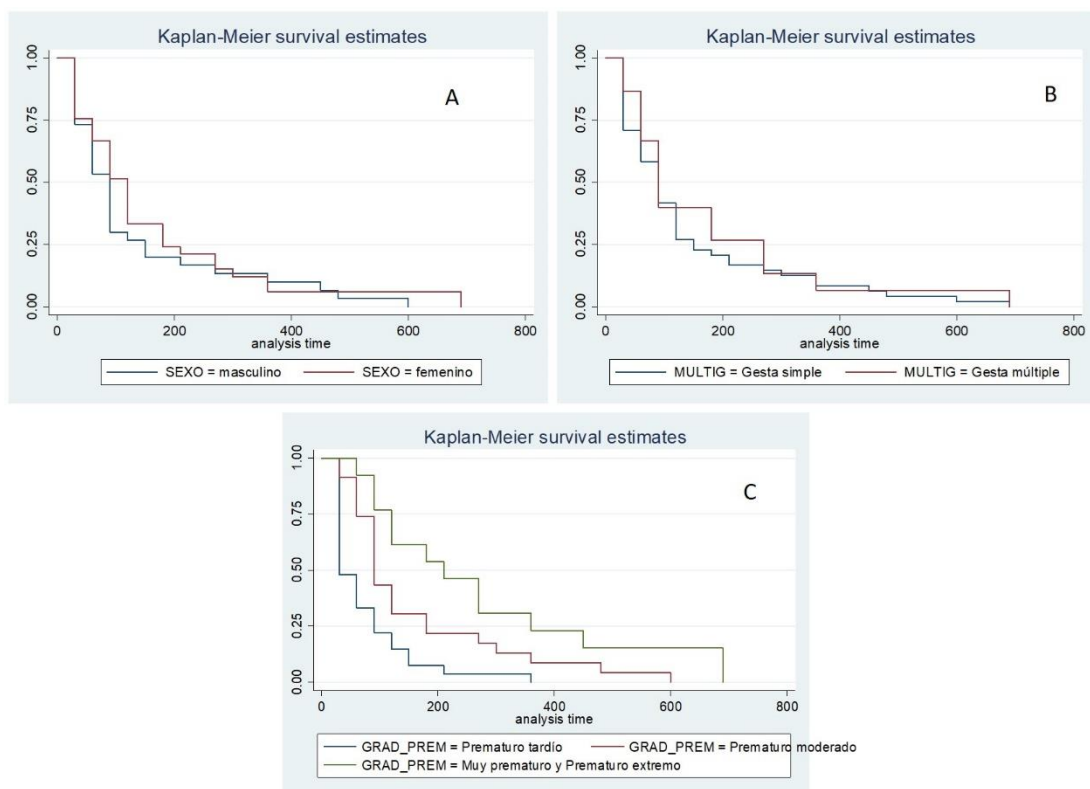 Kaplan-Meier survival estimates
A
1.00
0.75
0.50
0.25
0.00
0 200 400 600 800
analysis time
SEXO = masculino SEXO = femenino
Kaplan-Meier survival estimates
B
1.00
0.75
0.50
0.25
0.00
0 200 400 600 800
analysis time
MULTIG = Gesta simple MULTIG = Gesta múltiple
Kaplan-Meier survival estimates
C
1.00
0.75
0.50
0.25
0.00
0 200 400 600 800
analysis time
GRAD_PREM = Prematuro tardío GRAD_PREM = Prematuro moderado
GRAD_PREM = Muy prematuro y Prematuro extremo